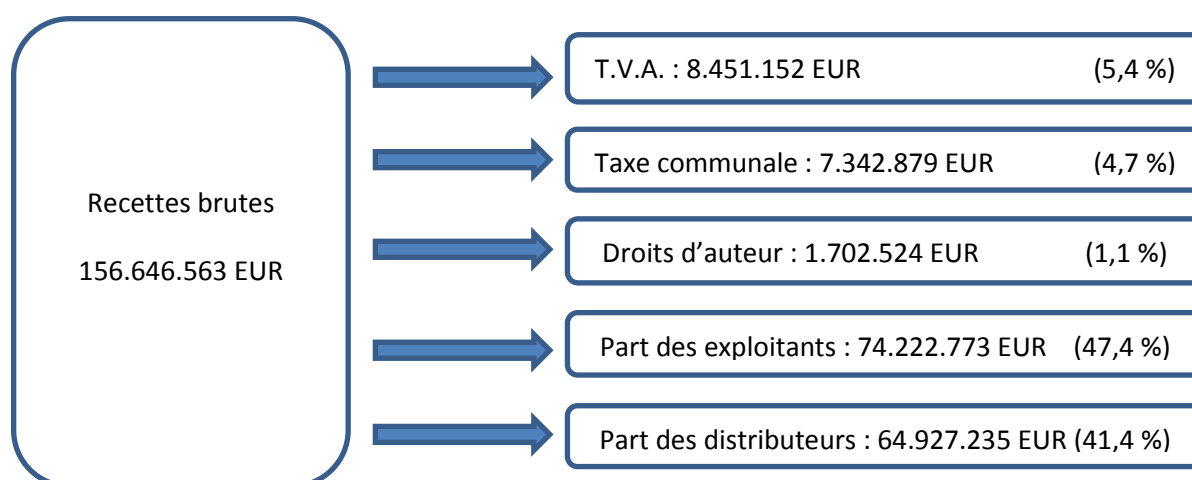 Recettes brutes
156.646.563 EUR
T.V.A. : 8.451.152 EUR (5,4 %)
Taxe communale : 7.342.879 EUR (4,7 %)
Droits d’auteur : 1.702.524 EUR (1,1 %)
Part des exploitants : 74.222.773 EUR (47,4 %)
Part des distributeurs : 64.927.235 EUR (41,4 %)